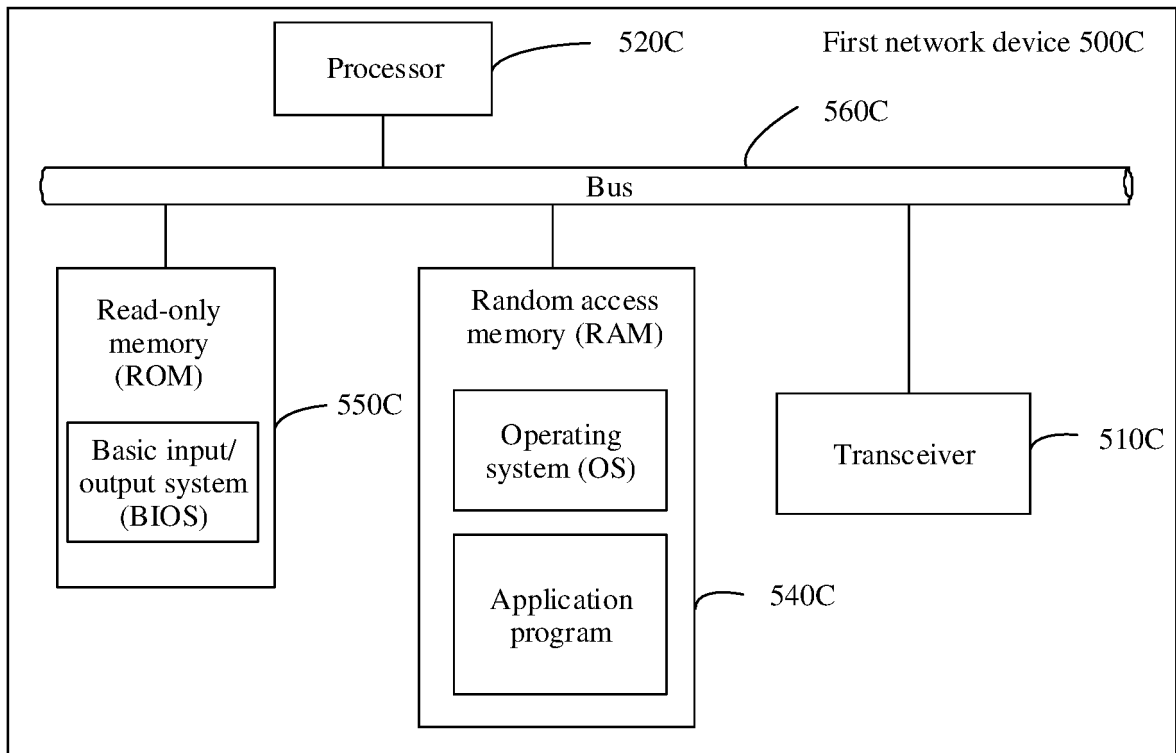 520C
First network device 500C
Processor
560C
Bus
Read-only
memory
(ROM)
Random access
memory (RAM)
550C
Basic input/
output system
(BIOS)
Operating
system (OS)
Transceiver
510C
Application
program
540C